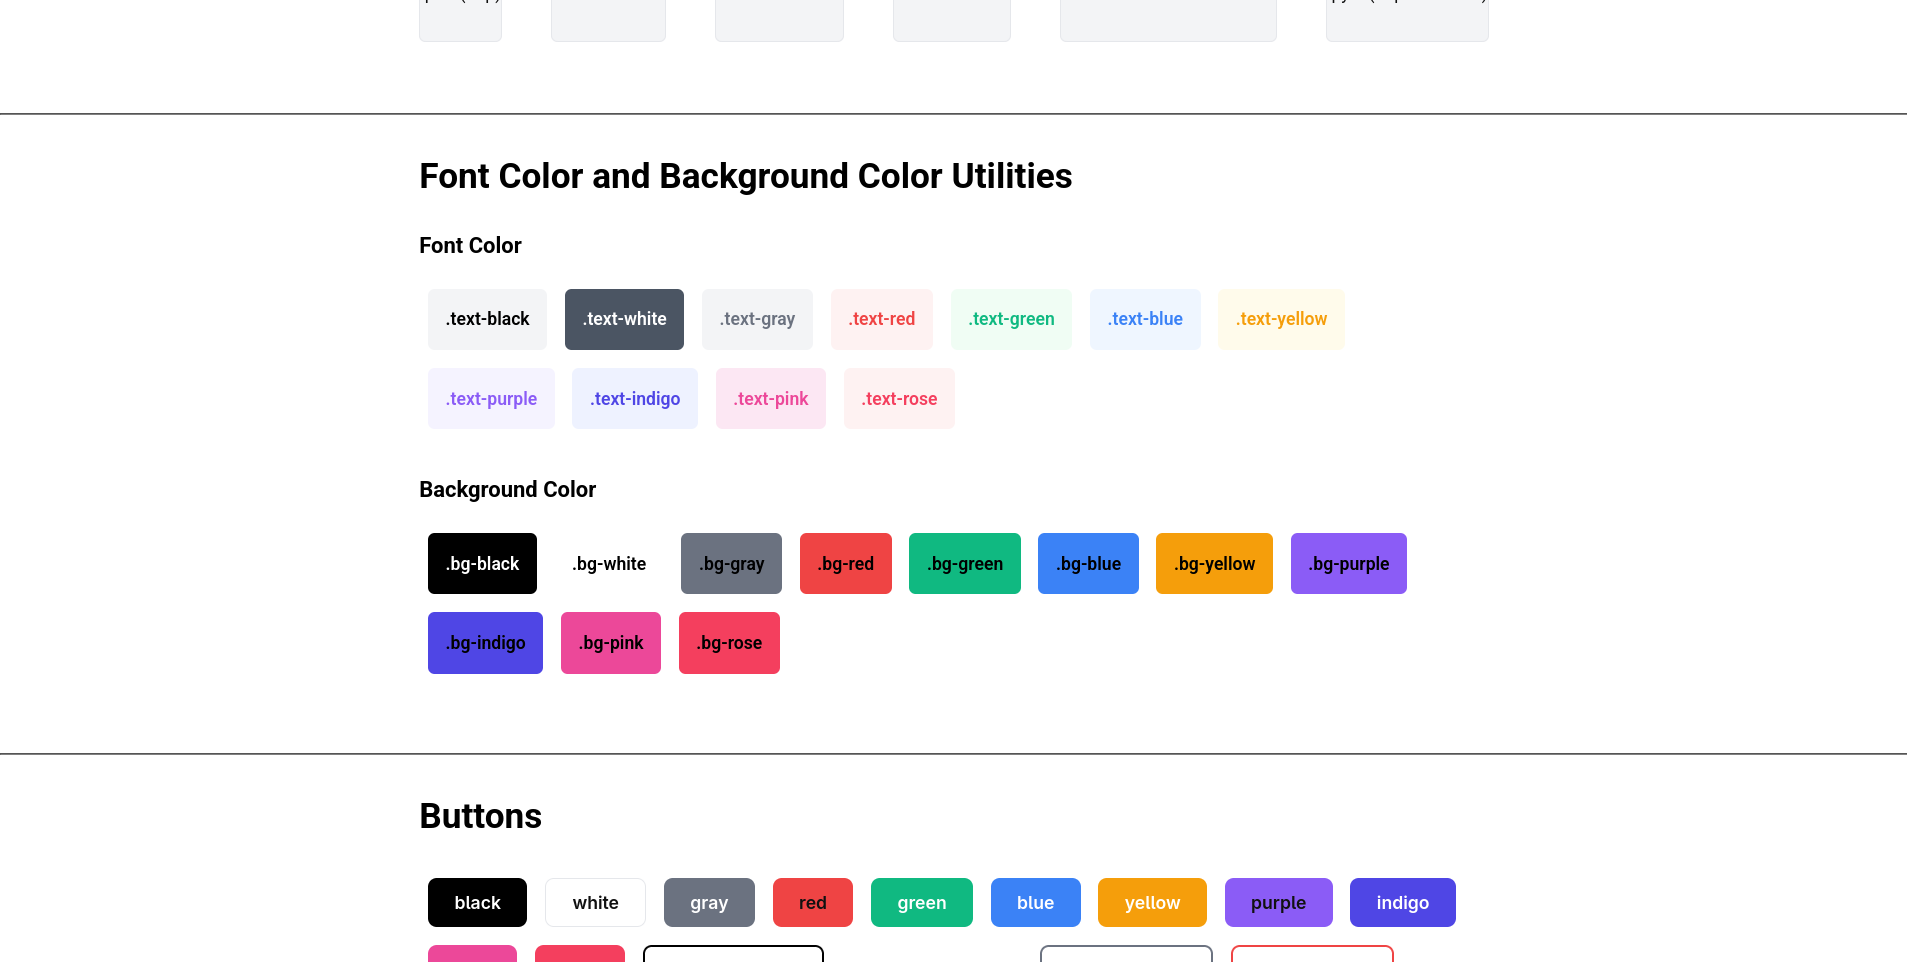 Font Color and Background Color Utilities
Font Color
.text-black .text-white .text-gray .text-red .text-green .text-blue .text-yellow
.text-purple .text-indigo .text-pink .text-rose
Background Color
.bg-black .bg-white .bg-gray .bg-red .bg-green .bg-blue .bg-yellow .bg-purple
.bg-indigo .bg-pink .bg-rose
Buttons
black white gray red green blue yellow purple indigo